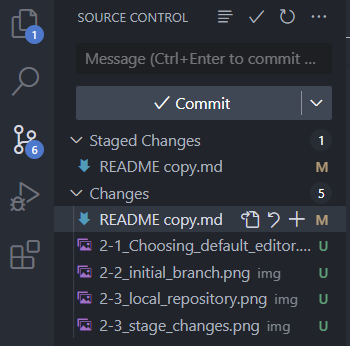 SOURCE CONTROL
1
Message (Ctrl+Enter to commit ...
Commit
6
Staged Changes 1
README copy.md M
Changes 5
README copy.md M
2-1_Choosing_default_editor.... U
2-2_initial_branch.png img U
2-3_local_repository.png img U
2-3_stage_changes.png img U